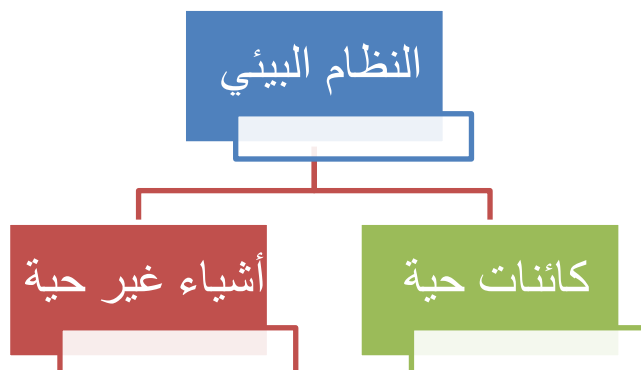 النظام البيئي
كائنات حية
أشياء غير حية